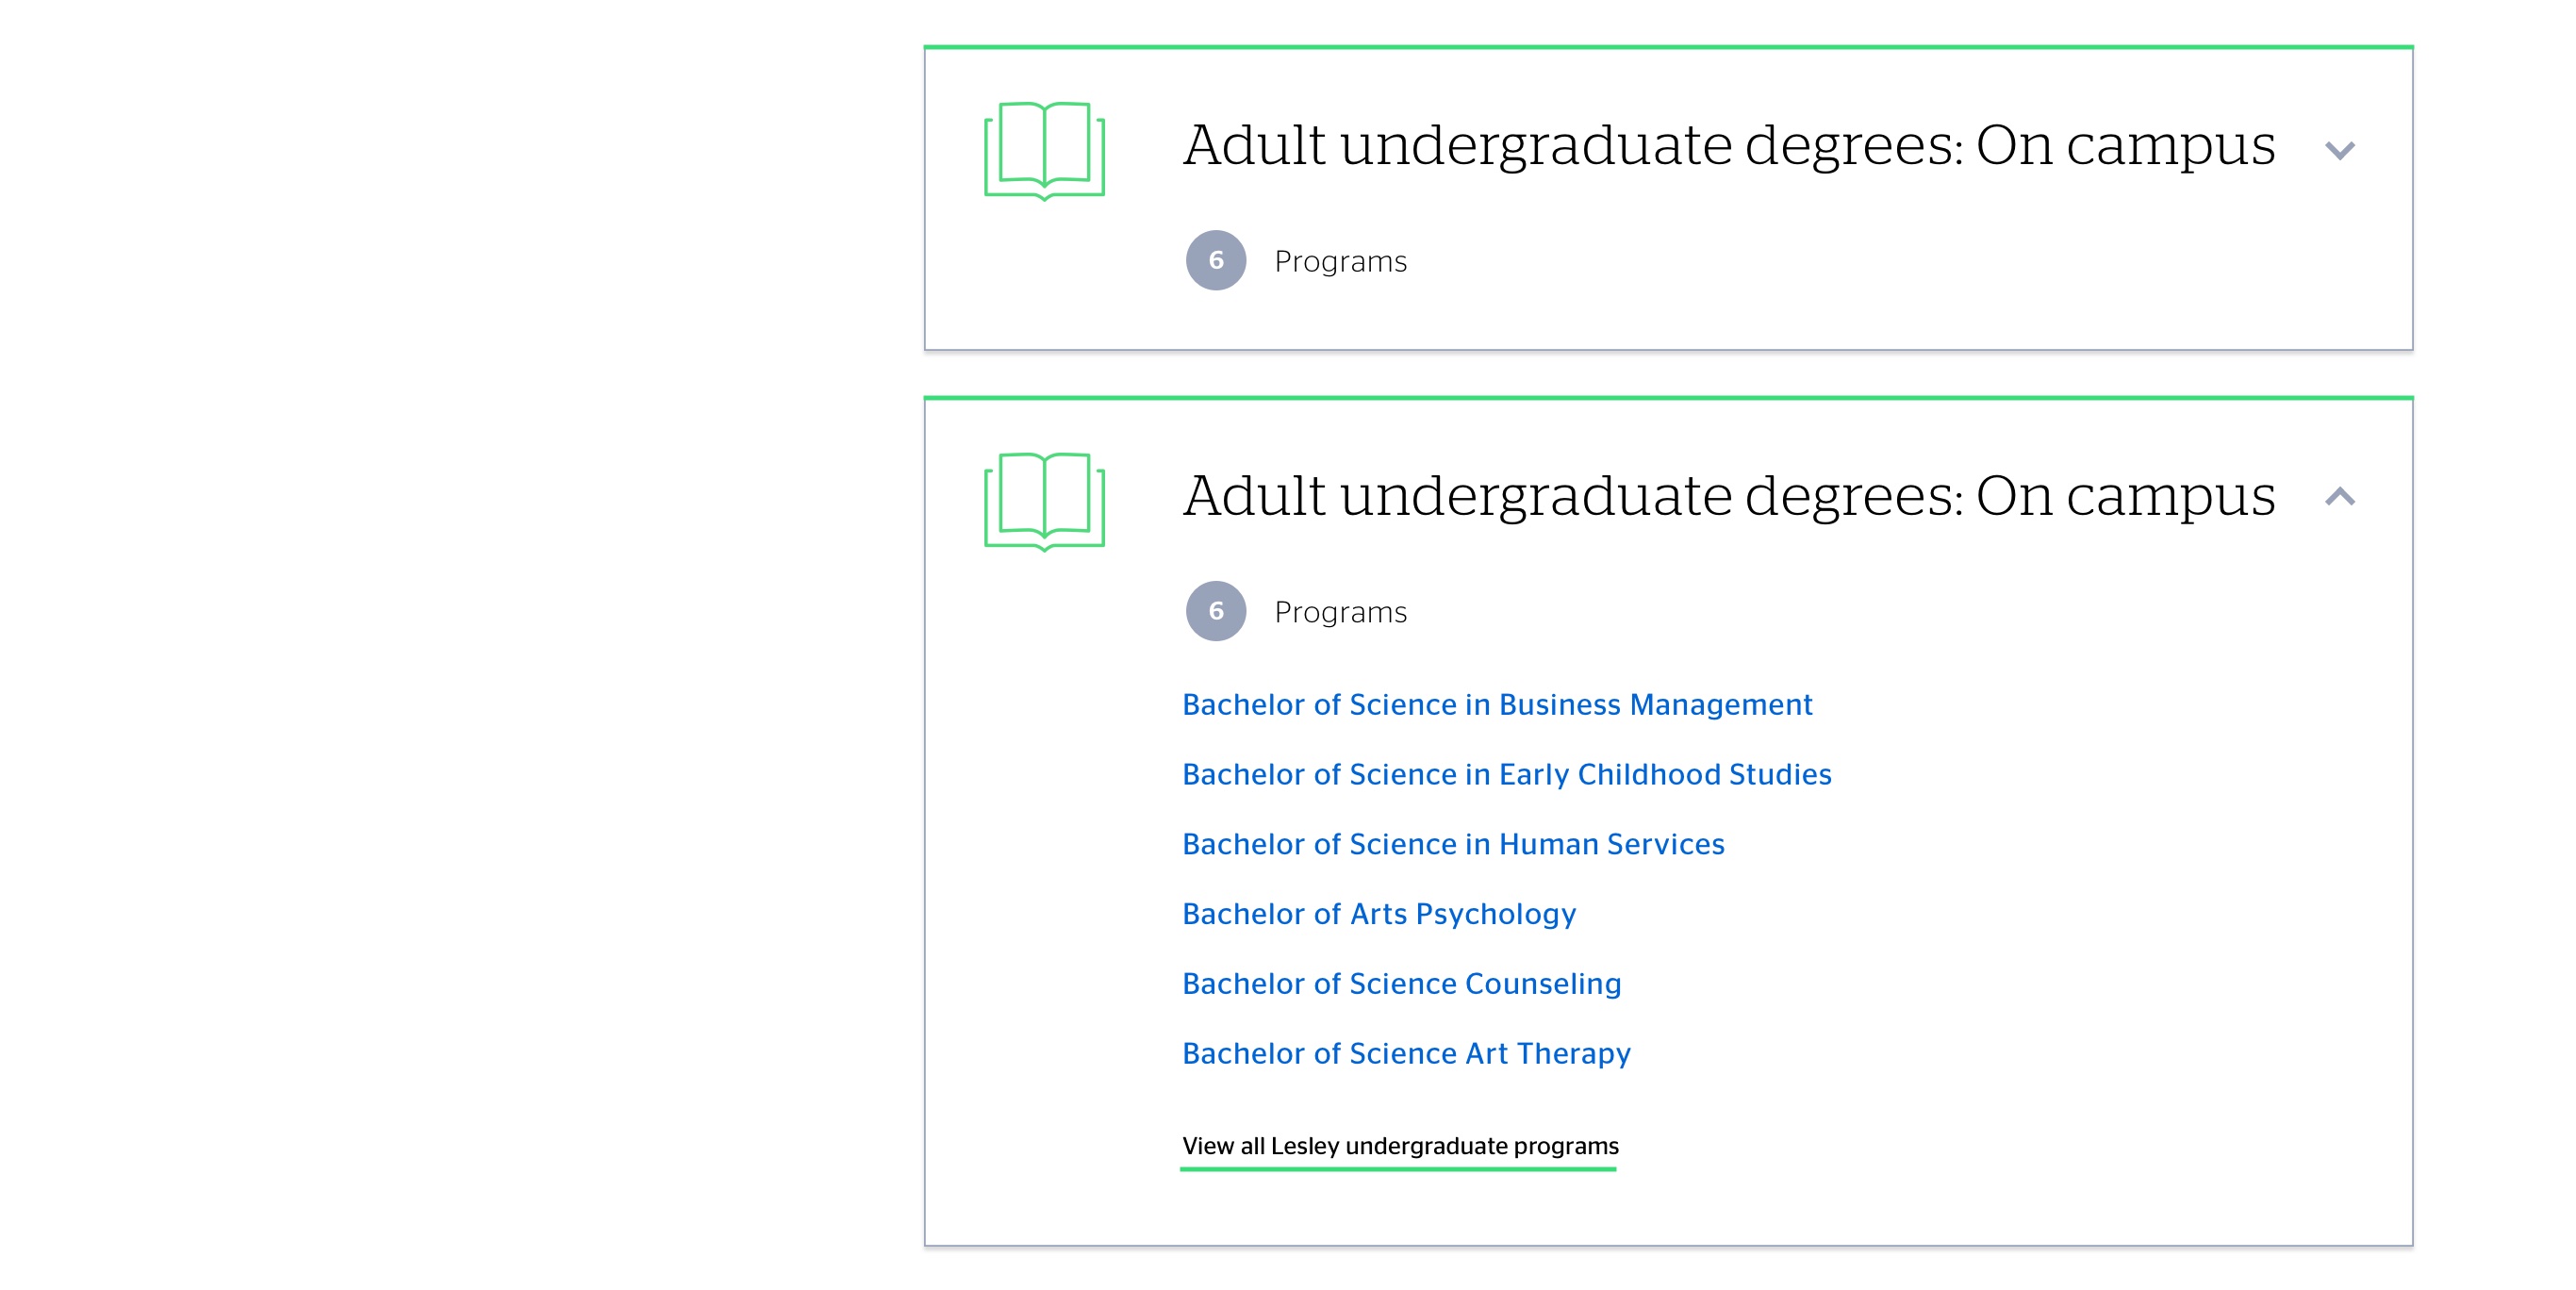 Adult undergraduate degrees: On campus
6 Programs
Adult undergraduate degrees: On campus
6 Programs
Bachelor of Science in Business Management
Bachelor of Science in Early Childhood Studies
Bachelor of Science in Human Services
Bachelor of Arts Psychology
Bachelor of Science Counseling
Bachelor of Science Art Therapy
View all Lesley undergraduate programs